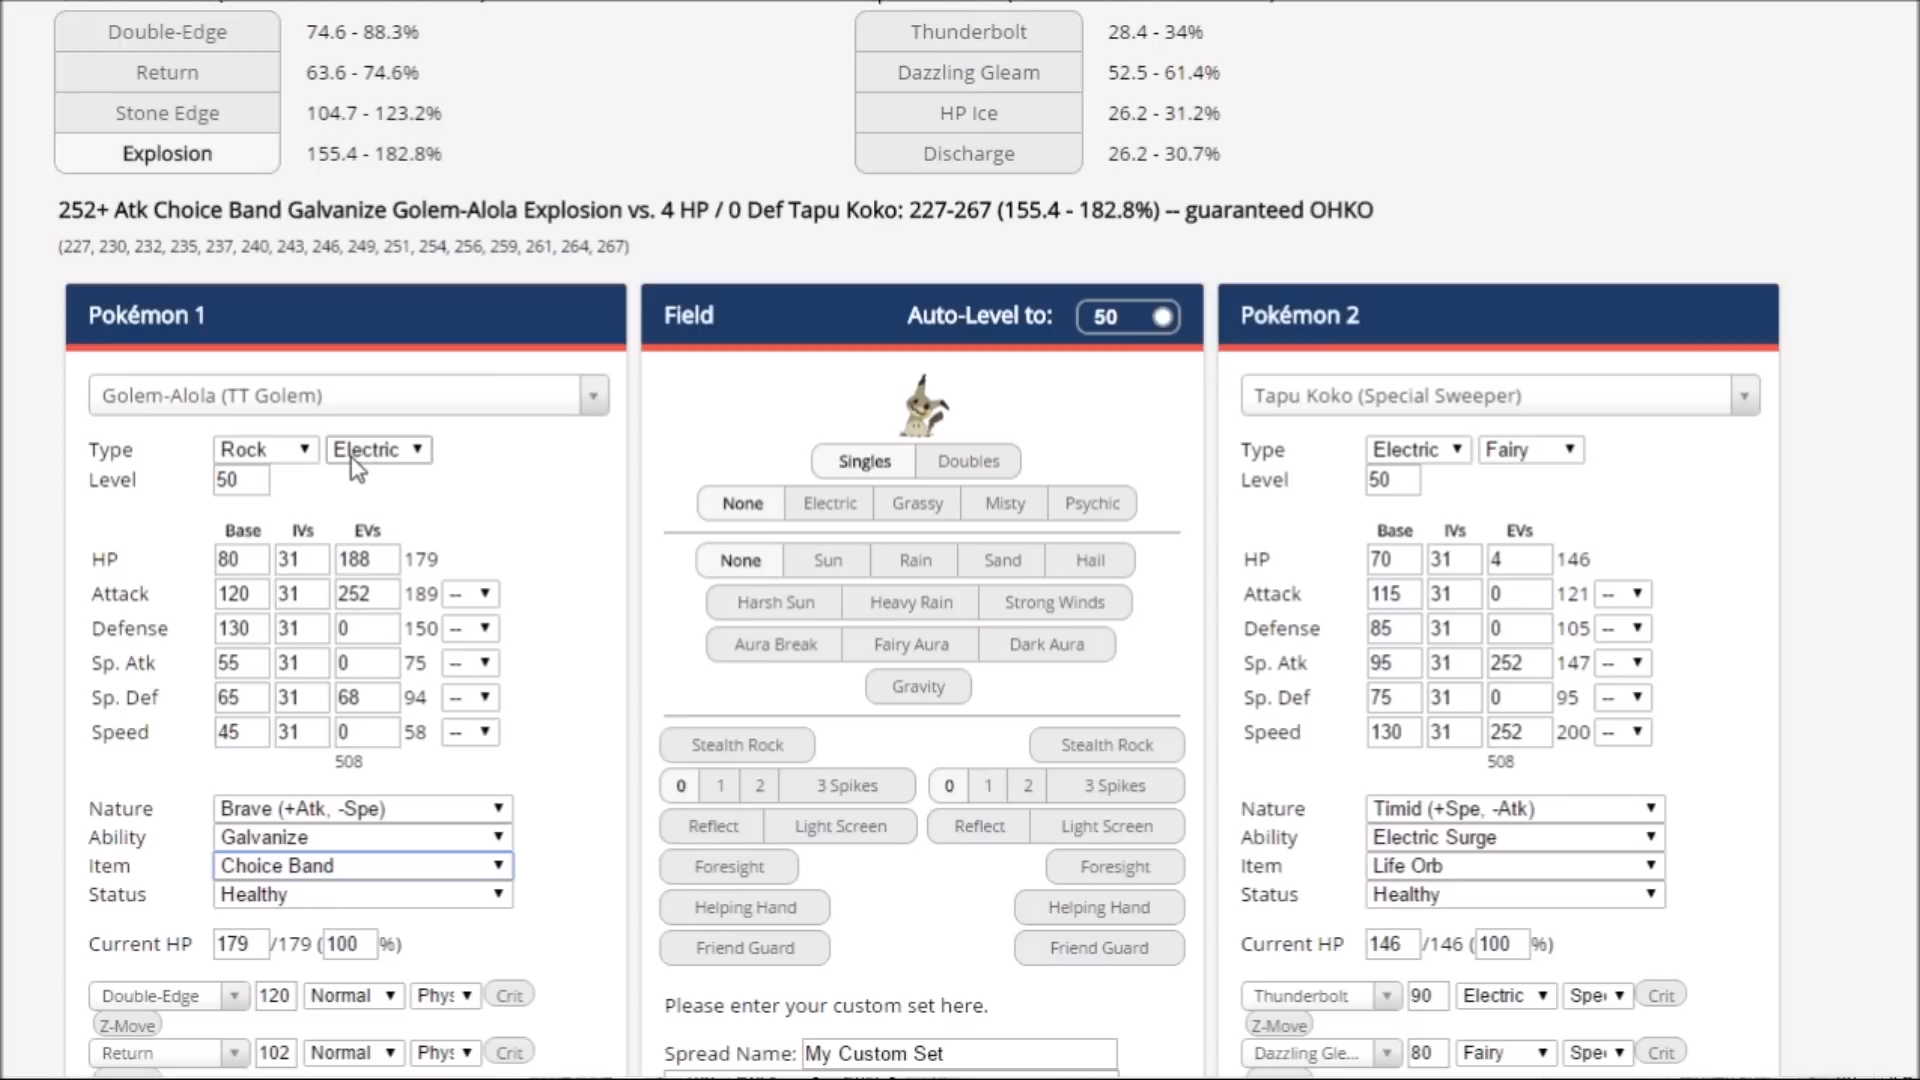 Double-Edge 74.6 - 88.3% Thunderbolt 28.4 - 34%
Return 63.6 - 74.6% Dazzling Gleam 52.5 - 61.4%
Stone Edge 104.7 - 123.2% HP Ice 26.2 - 31.2%
Explosion 155.4 - 182.8% Discharge 26.2 - 30.7%
252+ Atk Choice Band Galvanize Golem-Alola Explosion vs. 4 HP / 0 Def Tapu Koko: 227-267 (155.4 - 182.8%) -- guaranteed OHKO
(227, 230, 232, 235, 237, 240, 243, 246, 249, 251, 254, 256, 259, 261, 264, 267)
Pokémon 1
Golem-Alola (TT Golem)
Type Rock Electric
Level 50
Base IVs EVs
HP 80 31 188 179
Attack 120 31 252 189 --
Defense 130 31 0 150 --
Sp. Atk 55 31 0 75 --
Sp. Def 65 31 68 94 --
Speed 45 31 0 58 --
508
Nature Brave (+Atk, -Spe)
Ability Galvanize
Item Choice Band
Status Healthy
Current HP 179 /179 (100 %)
Double-Edge 120 Normal Phys Crit
Z-Move
Return 102 Normal Phys Crit
Field Auto-Level to: 50
Singles Doubles
None Electric Grassy Misty Psychic
None Sun Rain Sand Hail
Harsh Sun Heavy Rain Strong Winds
Aura Break Fairy Aura Dark Aura
Gravity
Stealth Rock Stealth Rock
0 1 2 3 Spikes 0 1 2 3 Spikes
Reflect Light Screen Reflect Light Screen
Foresight Foresight
Helping Hand Helping Hand
Friend Guard Friend Guard
Please enter your custom set here.
Spread Name: My Custom Set
Pokémon 2
Tapu Koko (Special Sweeper)
Type Electric Fairy
Level 50
Base IVs EVs
HP 70 31 4 146
Attack 115 31 0 121 --
Defense 85 31 0 105 --
Sp. Atk 95 31 252 147 --
Sp. Def 75 31 0 95 --
Speed 130 31 252 200 --
508
Nature Timid (+Spe, -Atk)
Ability Electric Surge
Item Life Orb
Status Healthy
Current HP 146 /146 (100 %)
Thunderbolt 90 Electric Spe Crit
Z-Move
Dazzling Gle... 80 Fairy Spe Crit